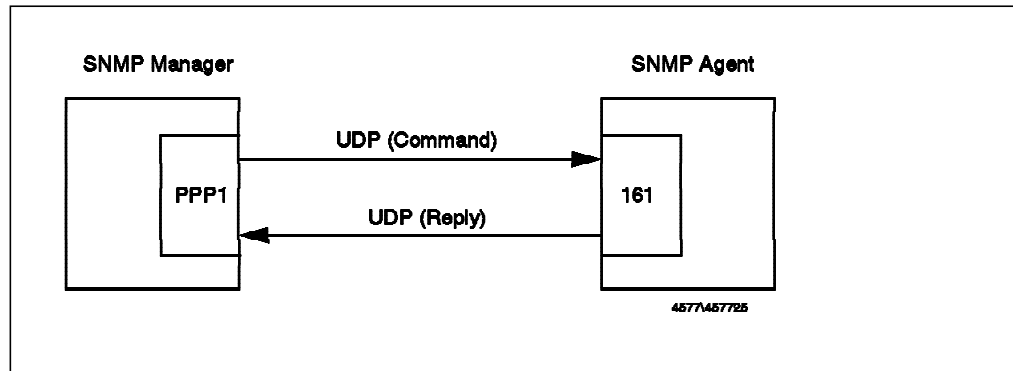 SNMP Manager
SNMP Agent
UDP (Command)
PPP1
161
UDP (Reply)
4577\457725